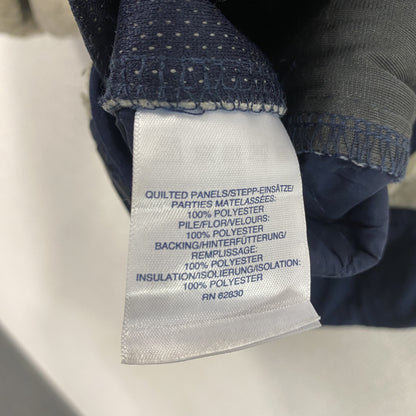 QUILTED PANELS/STEPP-EINSÄTZE/
PARTIES MATELASSÉES:
100% POLYESTER
PILE/FLOR/VELOURS:
100% POLYESTER
BACKING/HINTERFÜTTERUNG/
REMPLISSAGE:
100% POLYESTER
INSULATION/ISOLIERUNG/ISOLATION:
100% POLYESTER
RN 62830